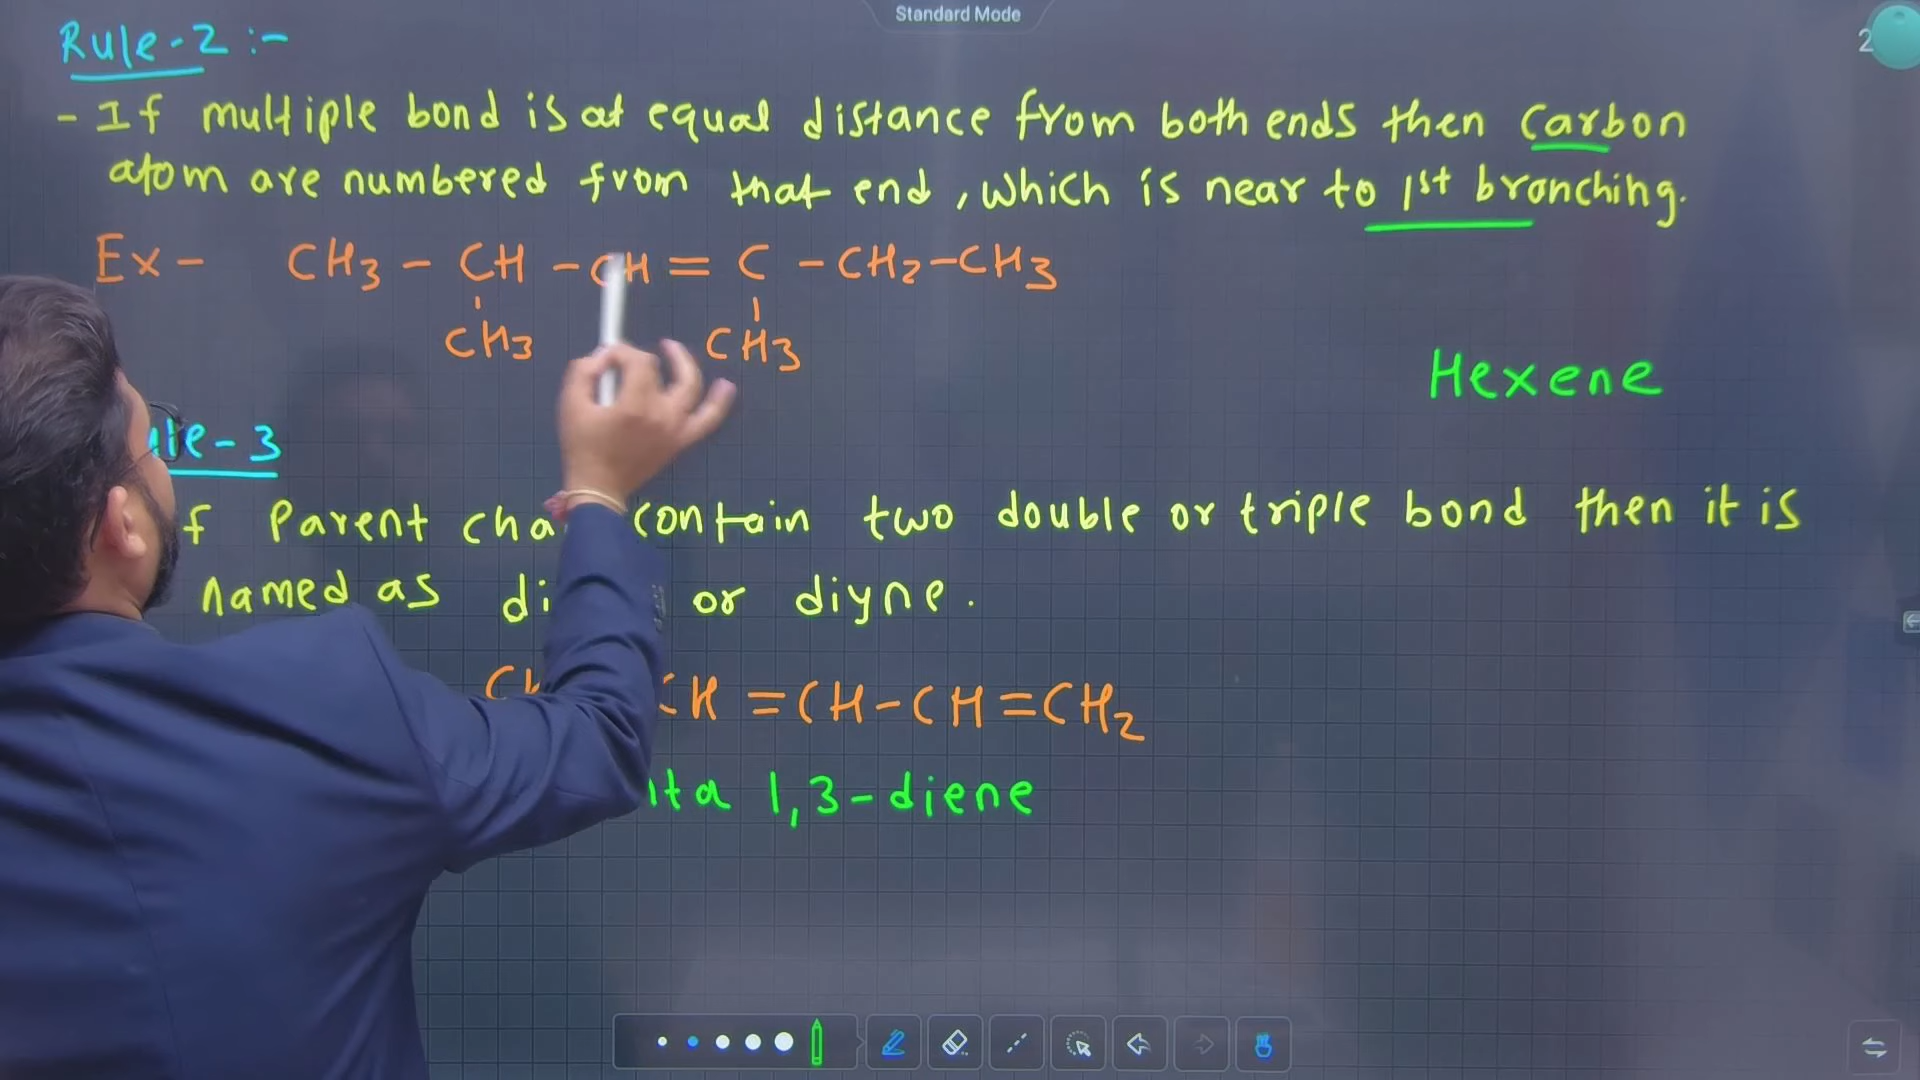 Standard Mode
2
Rule-2 :-
- If multiple bond is at equal distance from both ends then carbon
atom are numbered from that end, which is near to 1st branching.
Ex- CH3 - CH - CH = C - CH2 - CH3
CH3 CH3
Hexene
le-3
f Parent cha contain two double or triple bond then it is
named as di or diyne.
CH = CH - CH = CH2
nta 1,3-diene